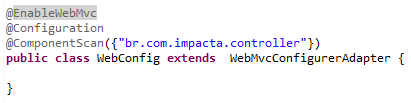 @EnableWebMvc
@Configuration
@ComponentScan({"br.com.impacta.controller"})
public class WebConfig extends  WebMvcConfigurerAdapter {
}